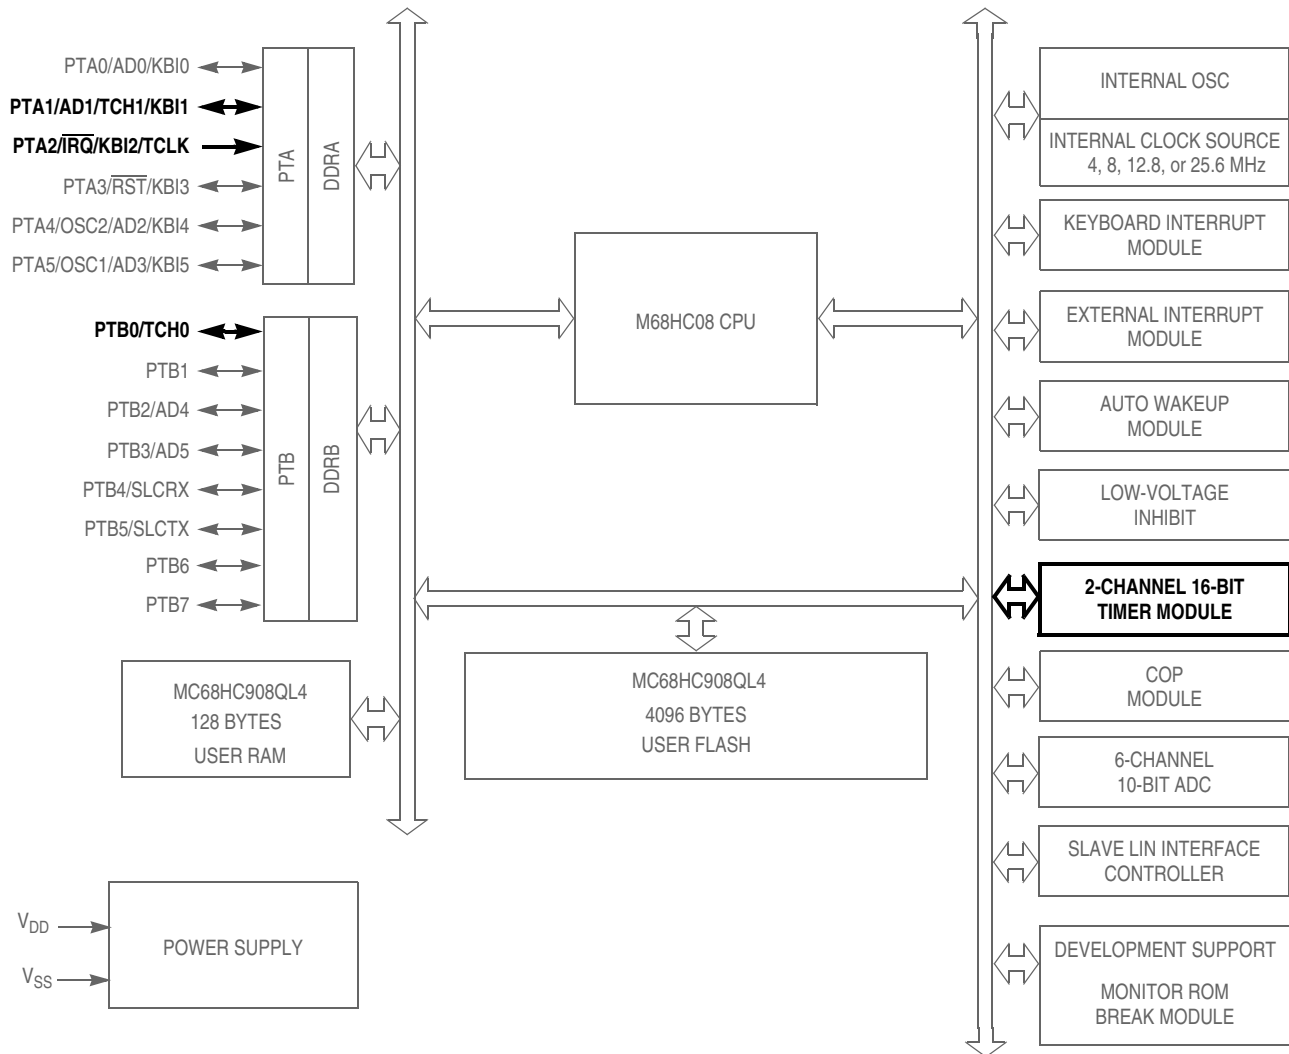 PTA0/AD0/KBI0
PTA1/AD1/TCH1/KBI1
PTA2/IRQ/KBI2/TCLK
PTA3/RST/KBI3
PTA4/OSC2/AD2/KBI4
PTA5/OSC1/AD3/KBI5
PTA
DDRA
PTB0/TCH0
PTB1
PTB2/AD4
PTB3/AD5
PTB4/SLCRX
PTB5/SLCTX
PTB6
PTB7
PTB
DDRB
M68HC08 CPU
MC68HC908QL4
128 BYTES
USER RAM
MC68HC908QL4
4096 BYTES
USER FLASH
VDD
VSS
POWER SUPPLY
INTERNAL OSC
INTERNAL CLOCK SOURCE
4, 8, 12.8, or 25.6 MHz
KEYBOARD INTERRUPT
MODULE
EXTERNAL INTERRUPT
MODULE
AUTO WAKEUP
MODULE
LOW-VOLTAGE
INHIBIT
2-CHANNEL 16-BIT
TIMER MODULE
COP
MODULE
6-CHANNEL
10-BIT ADC
SLAVE LIN INTERFACE
CONTROLLER
DEVELOPMENT SUPPORT
MONITOR ROM
BREAK MODULE